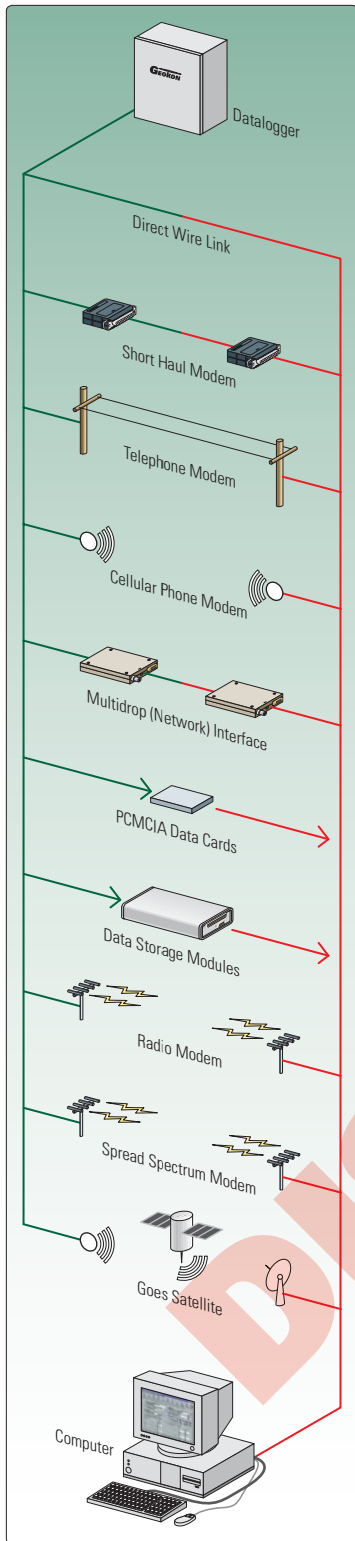 GEOKON
Datalogger
Direct Wire Link
Short Haul Modem
Telephone Modem
Cellular Phone Modem
Multidrop (Network) Interface
PCMCIA Data Cards
Data Storage Modules
Radio Modem
Spread Spectrum Modem
Goes Satellite
Computer